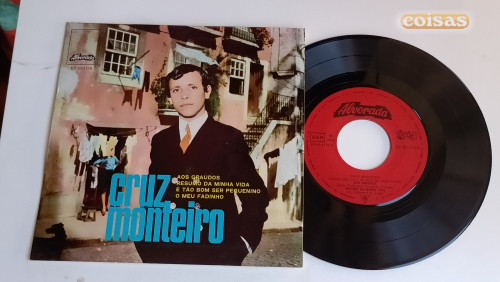 coisas
Alvorada
AOS GRAUDOS
RESUMO DA MINHA VIDA
E TÃO BOM SER PEQUENINO
O MEU FADINHO
cruz
monteiro
Alvorada